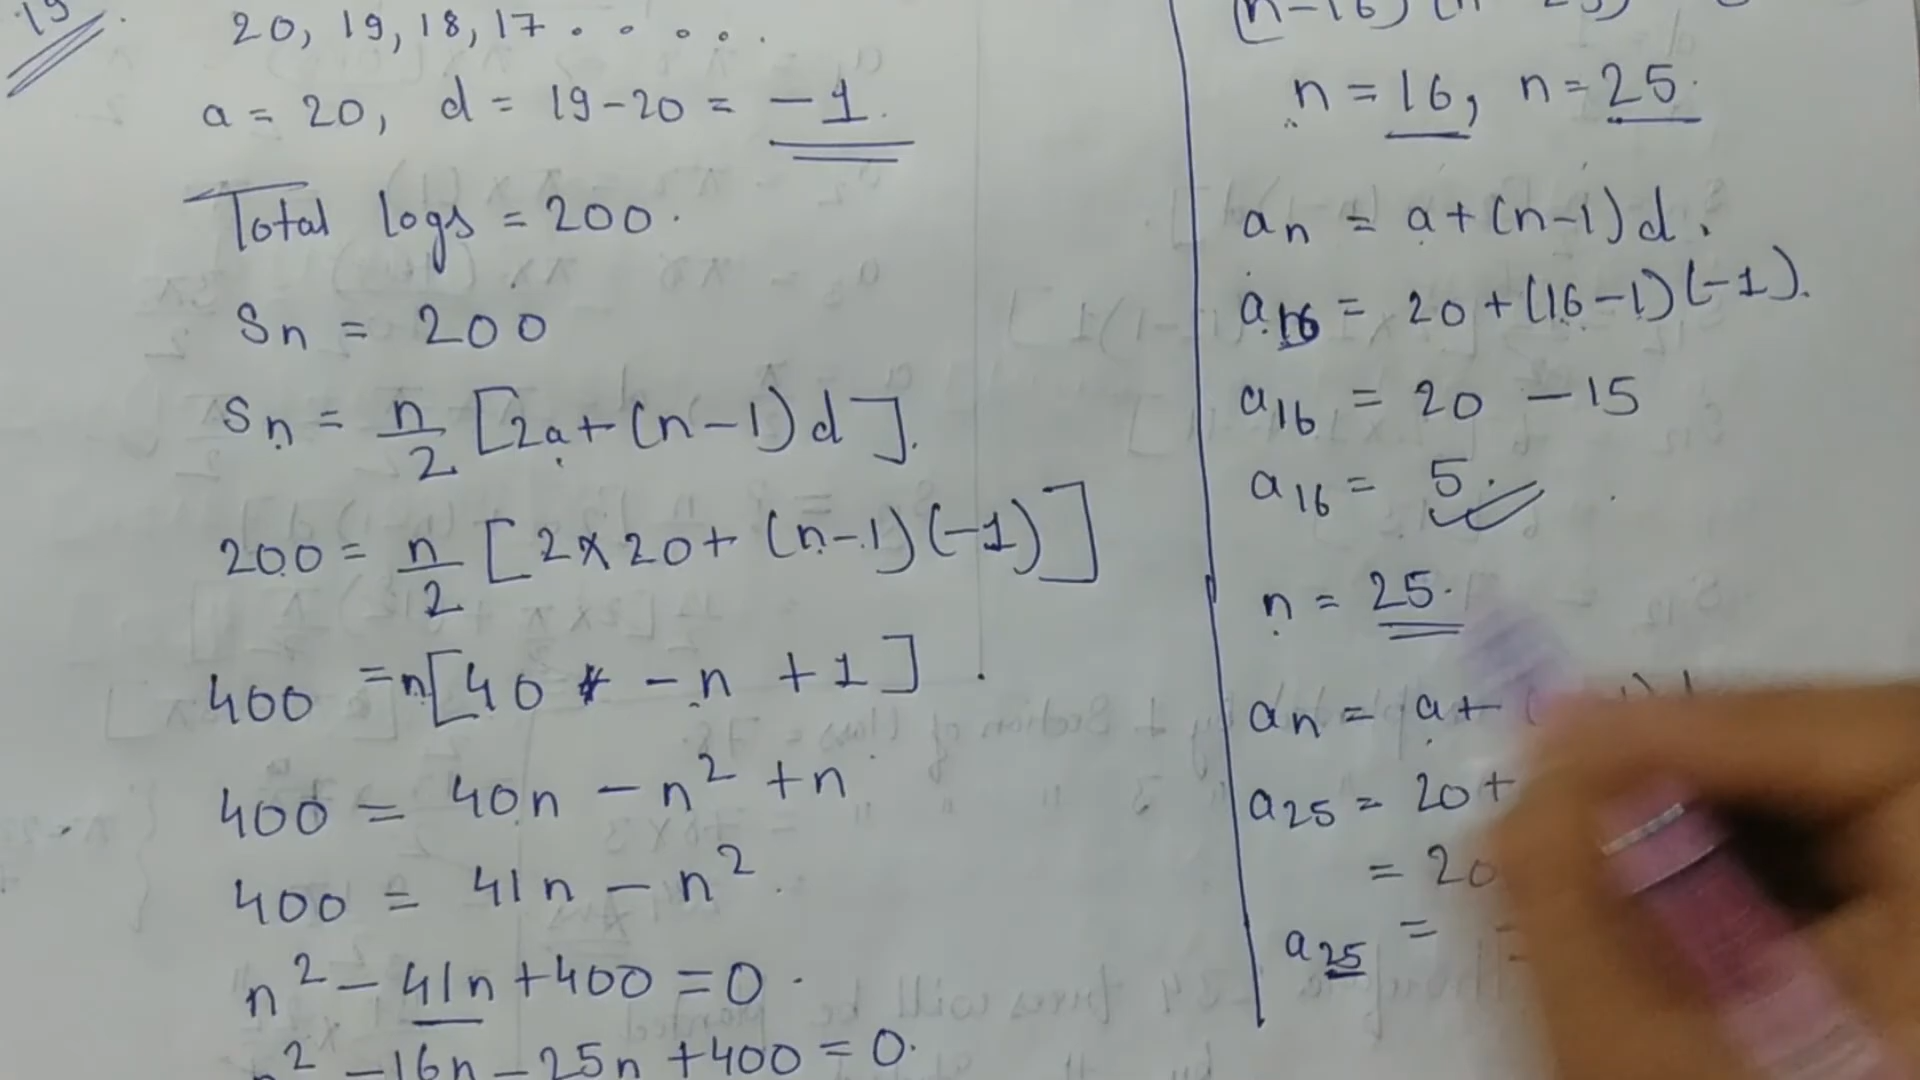 19.
20, 19, 18, 17 . . . . .
a = 20, d = 19-20 = -1.
Total logs = 200.
Sn = 200
Sn = n/2 [2a+(n-1)d].
200 = n/2 [2×20+(n-1)(-1)]
400 = n[40 -n +1]
400 = 40n - n² +n
400 = 41n - n².
n² - 41n +400 = 0.
n² -16n -25n +400 = 0.
n = 16, n = 25.
an = a+(n-1)d.
a16 = 20+(16-1)(-1).
a16 = 20 -15
a16 = 5.
n = 25.
an = a+
a25 = 20+
= 20
a25 =